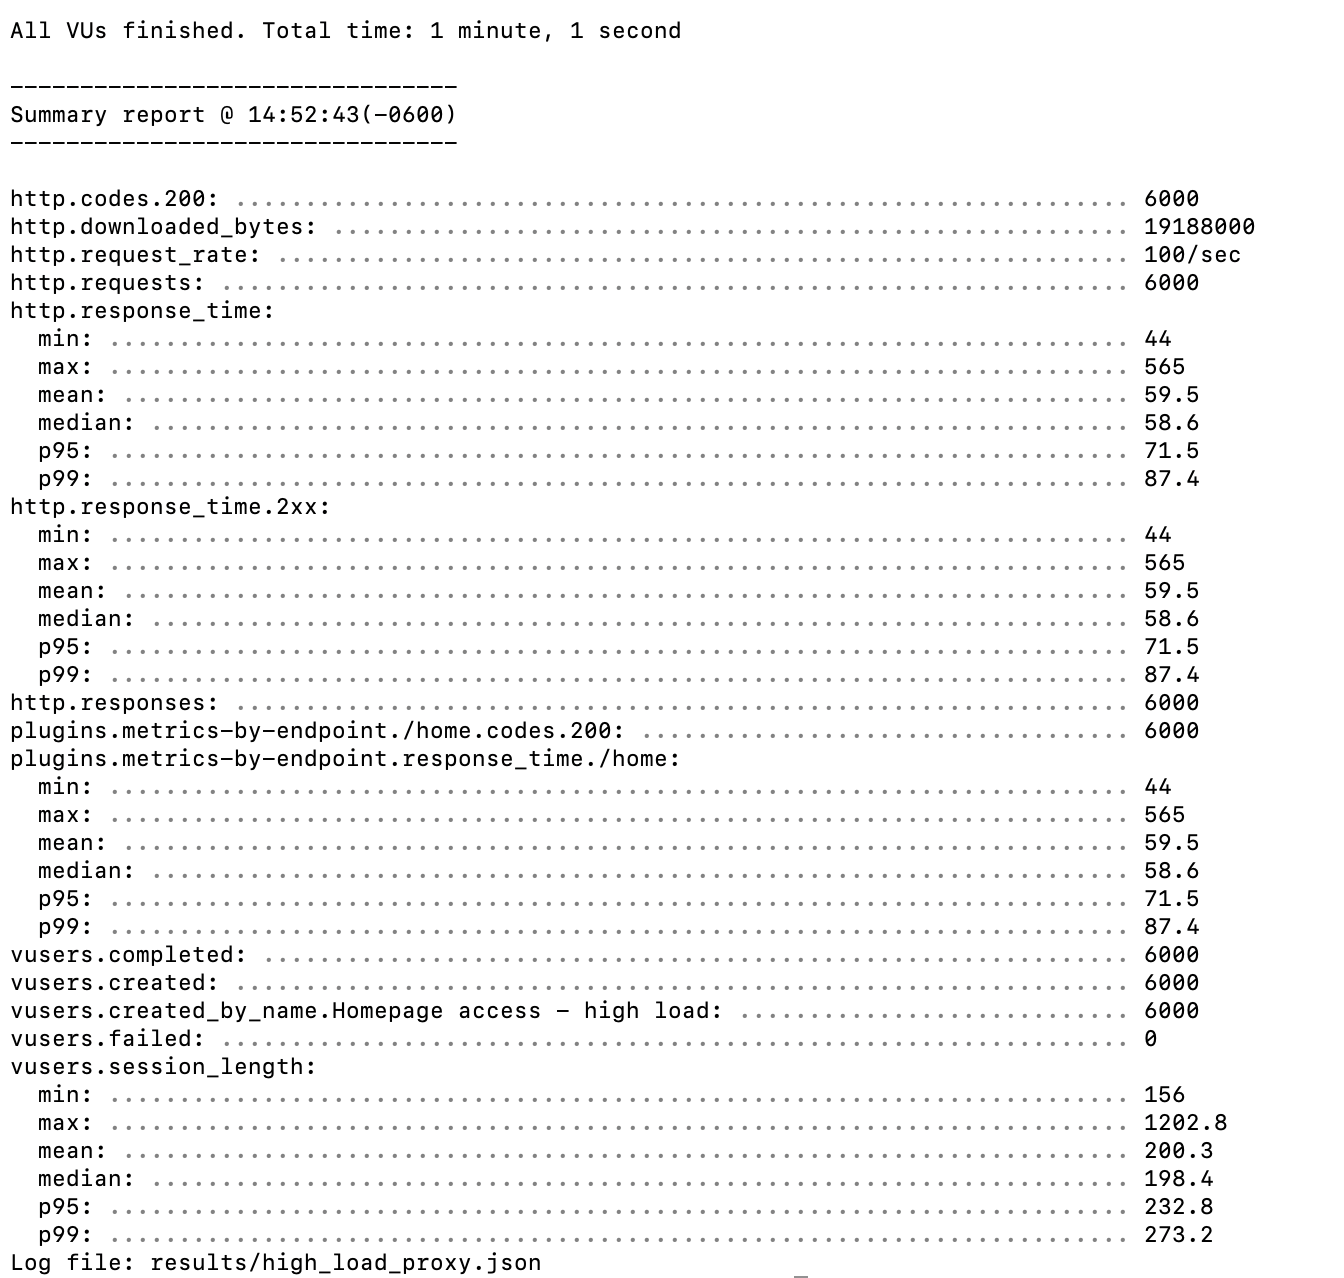 All VUs finished. Total time: 1 minute, 1 second
--------------------------------
Summary report @ 14:52:43(-0600)
--------------------------------
http.codes.200: ................................................................ 6000
http.downloaded_bytes: ......................................................... 19188000
http.request_rate: ............................................................. 100/sec
http.requests: ................................................................. 6000
http.response_time:
  min: ......................................................................... 44
  max: ......................................................................... 565
  mean: ........................................................................ 59.5
  median: ...................................................................... 58.6
  p95: ......................................................................... 71.5
  p99: ......................................................................... 87.4
http.response_time.2xx:
  min: ......................................................................... 44
  max: ......................................................................... 565
  mean: ........................................................................ 59.5
  median: ...................................................................... 58.6
  p95: ......................................................................... 71.5
  p99: ......................................................................... 87.4
http.responses: ................................................................ 6000
plugins.metrics-by-endpoint./home.codes.200: ................................... 6000
plugins.metrics-by-endpoint.response_time./home:
  min: ......................................................................... 44
  max: ......................................................................... 565
  mean: ........................................................................ 59.5
  median: ...................................................................... 58.6
  p95: ......................................................................... 71.5
  p99: ......................................................................... 87.4
vusers.completed: .............................................................. 6000
vusers.created: ................................................................ 6000
vusers.created_by_name.Homepage access - high load: ............................ 6000
vusers.failed: ................................................................. 0
vusers.session_length:
  min: ......................................................................... 156
  max: ......................................................................... 1202.8
  mean: ........................................................................ 200.3
  median: ...................................................................... 198.4
  p95: ......................................................................... 232.8
  p99: ......................................................................... 273.2
Log file: results/high_load_proxy.json